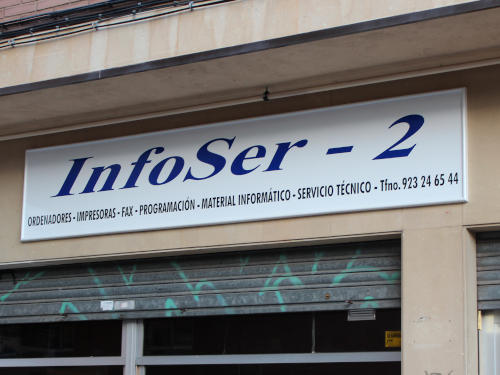 InfoSer - 2
ORDENADORES - IMPRESORAS - FAX - PROGRAMACIÓN - MATERIAL INFORMÁTICO - SERVICIO TÉCNICO - Tfno. 923 24 65 44